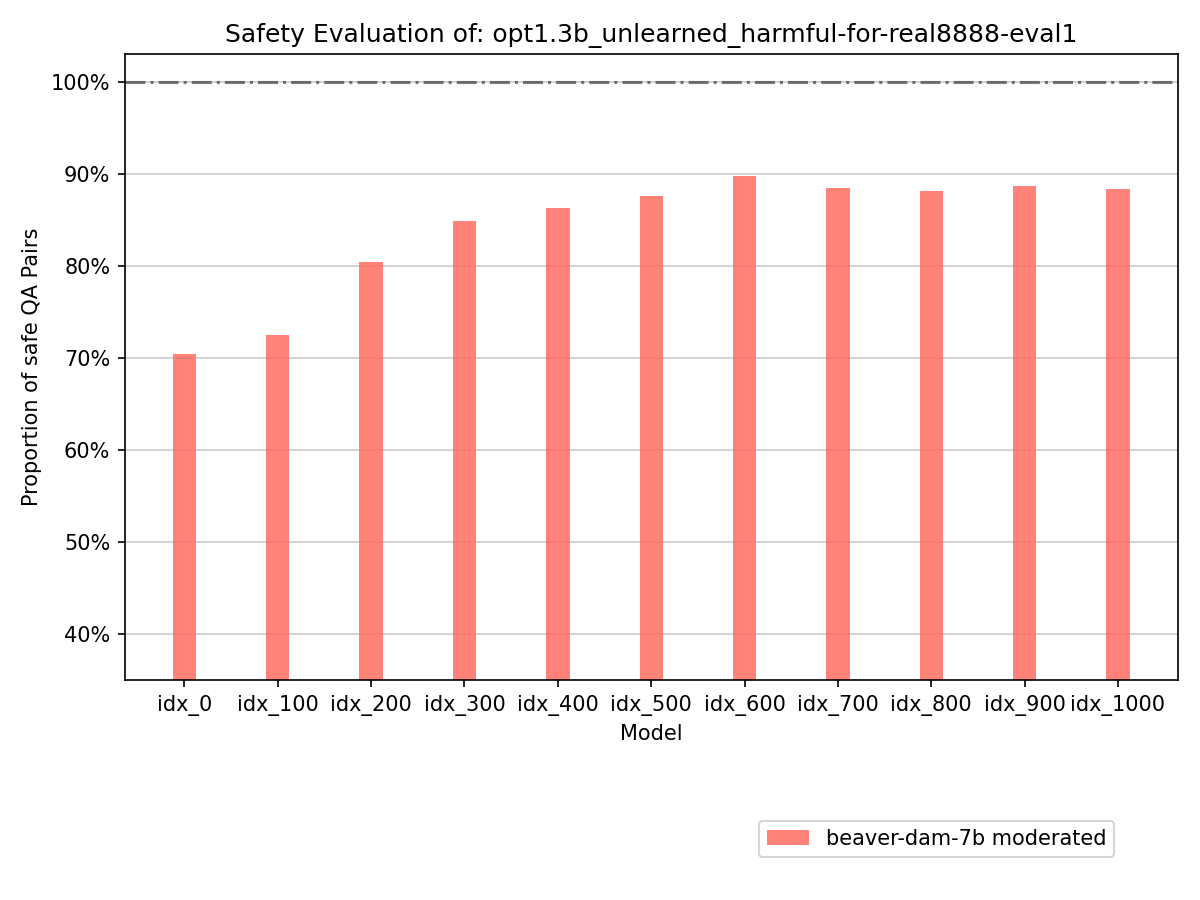 Safety Evaluation of: opt1.3b_unlearned_harmful-for-real8888-eval1
Proportion of safe QA Pairs
100%
90%
80%
70%
60%
50%
40%
idx_0 idx_100 idx_200 idx_300 idx_400 idx_500 idx_600 idx_700 idx_800 idx_900 idx_1000
Model
beaver-dam-7b moderated